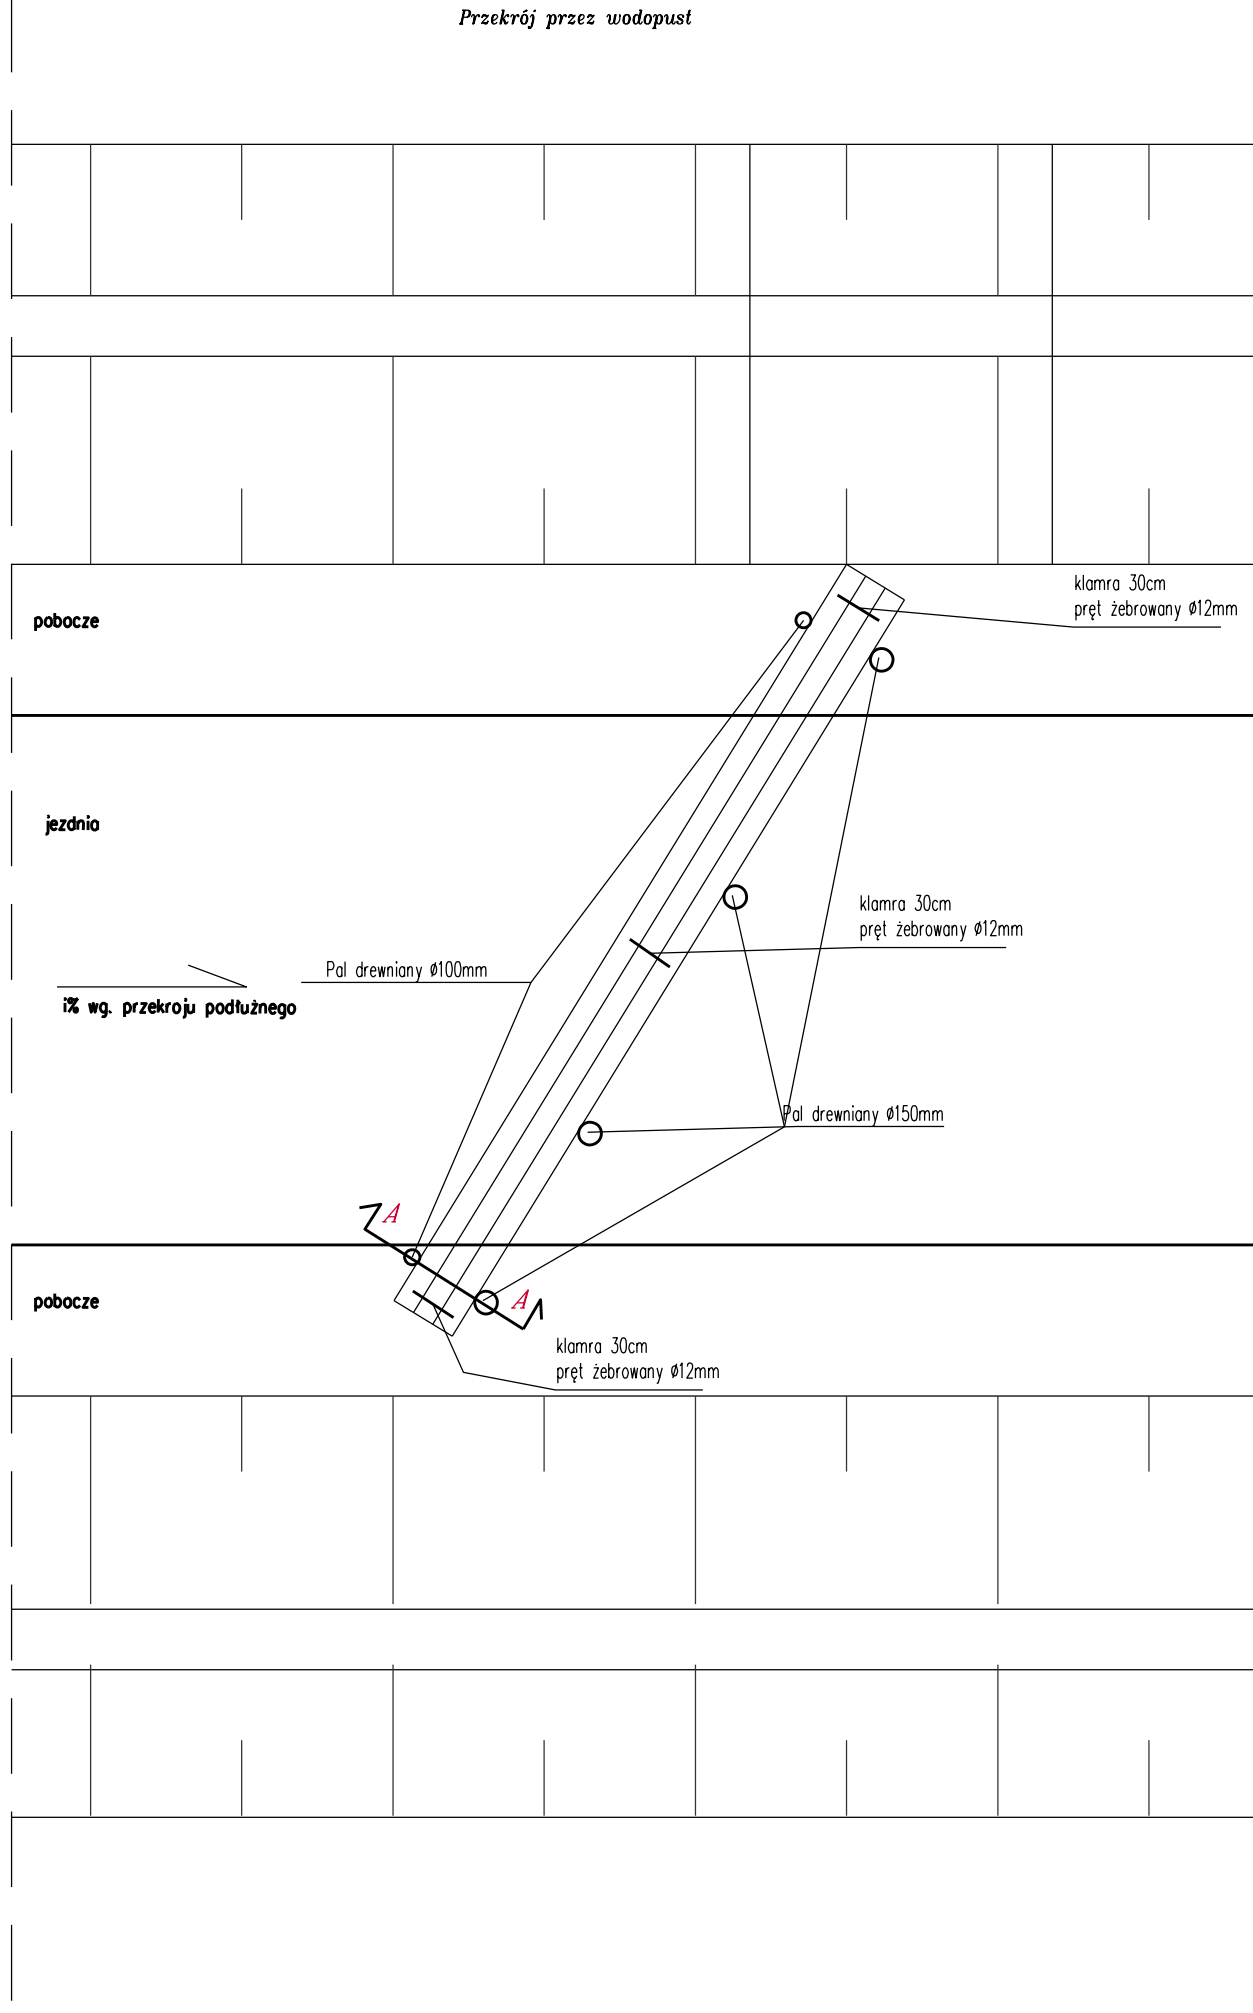 Przekrój przez wodopust
klamra 30cm
pręt żebrowany Ø12mm
pobocze
jezdnia
klamra 30cm
pręt żebrowany Ø12mm
Pal drewniany Ø100mm
i% wg. przekroju podłużnego
Pal drewniany Ø150mm
A
pobocze
A
klamra 30cm
pręt żebrowany Ø12mm